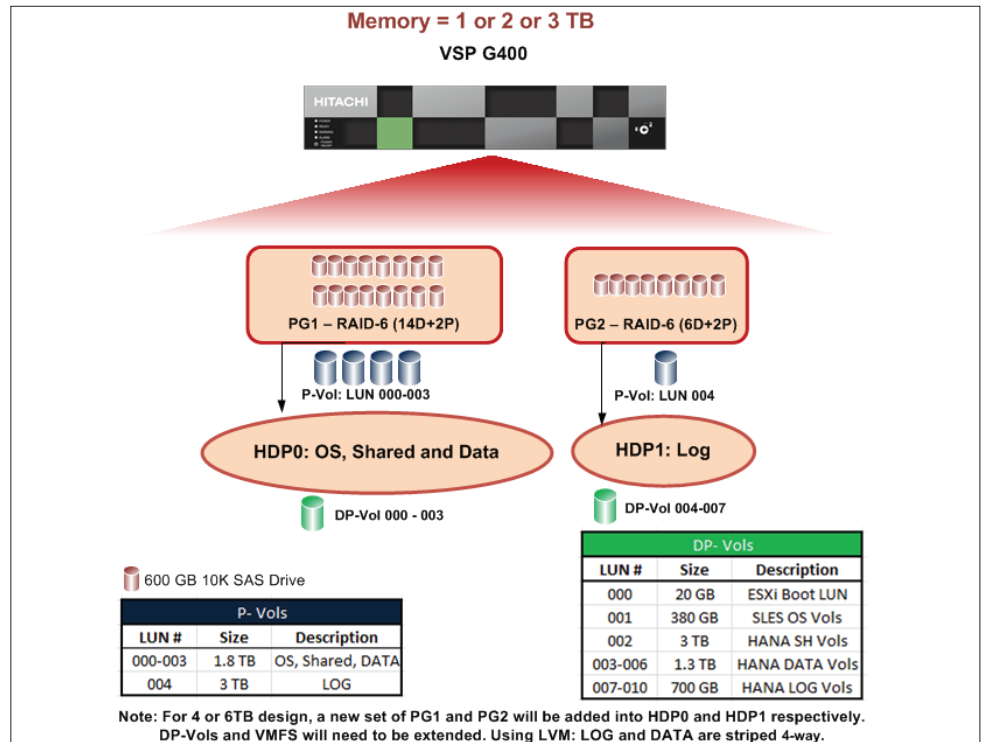 Memory = 1 or 2 or 3 TB
VSP G400
HITACHI
PG1 – RAID-6 (14D+2P)
PG2 – RAID-6 (6D+2P)
P-Vol: LUN 000-003
P-Vol: LUN 004
HDP0: OS, Shared and Data
HDP1: Log
DP-Vol 000 - 003
DP-Vol 004-007
600 GB 10K SAS Drive
P- Vols
LUN # Size Description
000-003 1.8 TB OS, Shared, DATA
004 3 TB LOG
DP- Vols
LUN # Size Description
000 20 GB ESXi Boot LUN
001 380 GB SLES OS Vols
002 3 TB HANA SH Vols
003-006 1.3 TB HANA DATA Vols
007-010 700 GB HANA LOG Vols
Note: For 4 or 6TB design, a new set of PG1 and PG2 will be added into HDP0 and HDP1 respectively.
DP-Vols and VMFS will need to be extended. Using LVM: LOG and DATA are striped 4-way.